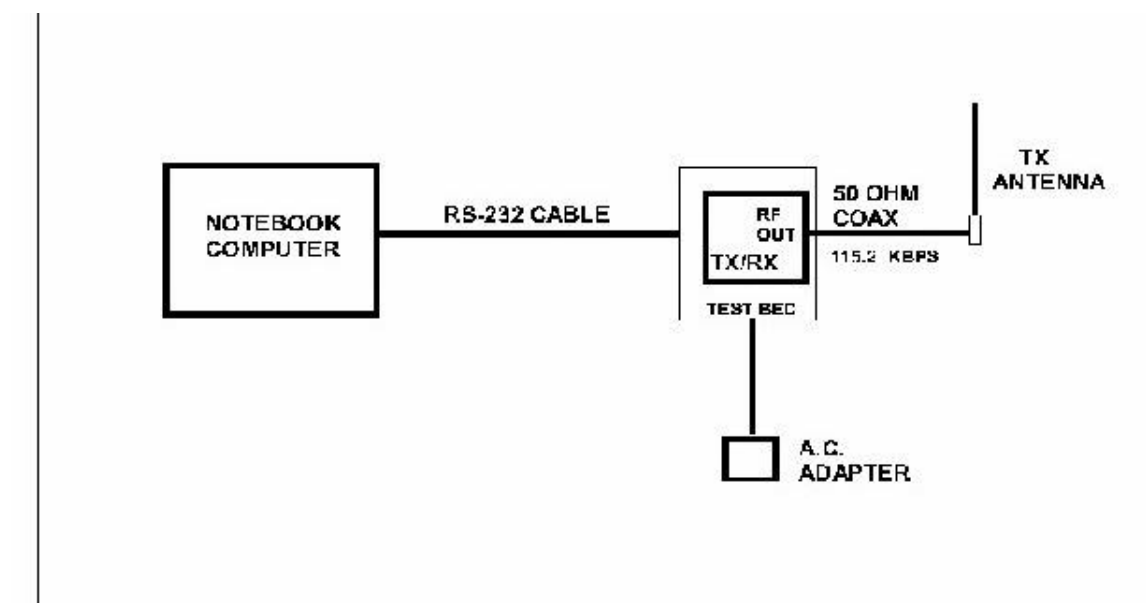 NOTEBOOK
COMPUTER
RS-232 CABLE
RF
OUT
TX/RX
TEST BEC
50 OHM
COAX
115.2 KBPS
TX
ANTENNA
A.C.
ADAPTER